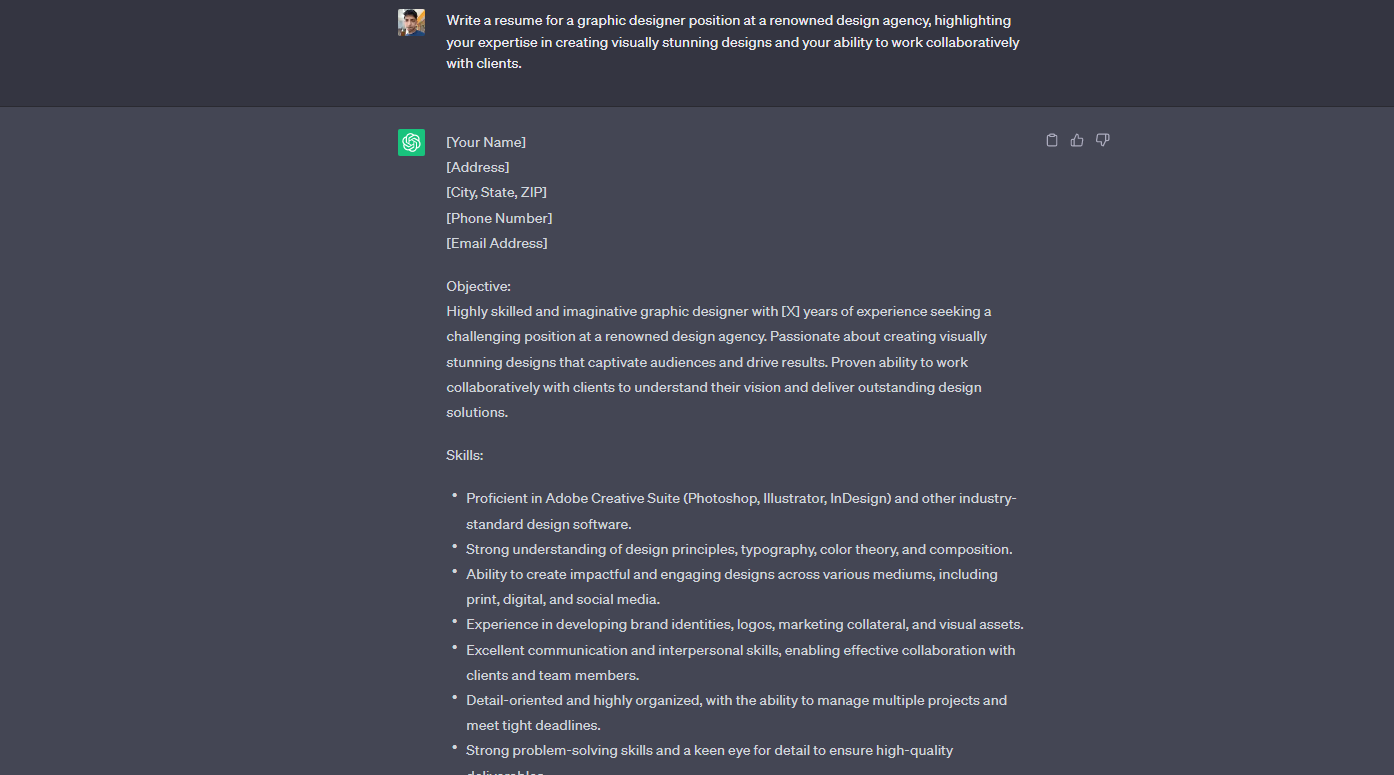 Write a resume for a graphic designer position at a renowned design agency, highlighting
your expertise in creating visually stunning designs and your ability to work collaboratively
with clients.
[Your Name]
[Address]
[City, State, ZIP]
[Phone Number]
[Email Address]
Objective:
Highly skilled and imaginative graphic designer with [X] years of experience seeking a
challenging position at a renowned design agency. Passionate about creating visually
stunning designs that captivate audiences and drive results. Proven ability to work
collaboratively with clients to understand their vision and deliver outstanding design
solutions.
Skills:
• Proficient in Adobe Creative Suite (Photoshop, Illustrator, InDesign) and other industry-
standard design software.
• Strong understanding of design principles, typography, color theory, and composition.
• Ability to create impactful and engaging designs across various mediums, including
print, digital, and social media.
• Experience in developing brand identities, logos, marketing collateral, and visual assets.
• Excellent communication and interpersonal skills, enabling effective collaboration with
clients and team members.
• Detail-oriented and highly organized, with the ability to manage multiple projects and
meet tight deadlines.
• Strong problem-solving skills and a keen eye for detail to ensure high-quality